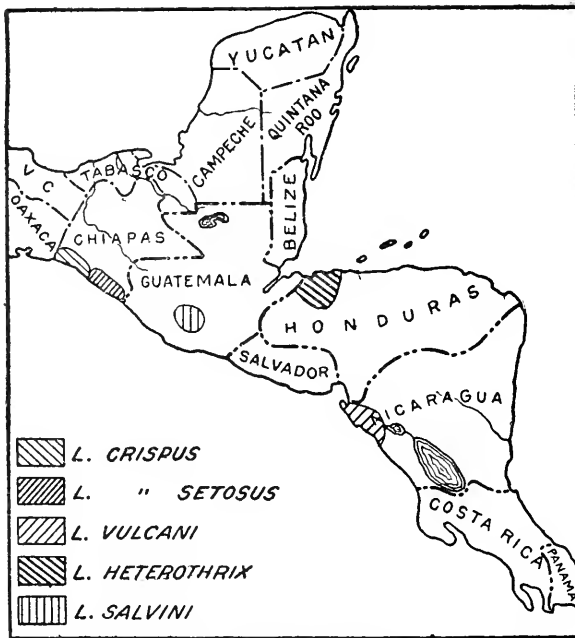 YUCATAN
QUINTANA
ROO
CAMPECHE
TABASCO
V C
OAXACA
CHIAPAS
BELIZE
GUATEMALA
HONDURAS
SALVADOR
NICARAGUA
COSTA RICA
PANAMA
L. CRISPUS
L. " SETOSUS
L. VULCANI
L. HETEROTHRIX
L. SALVINI